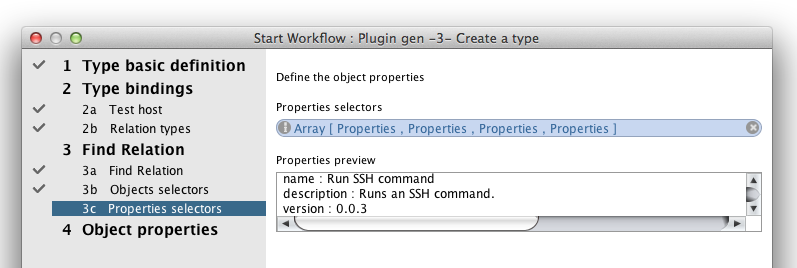 Start Workflow : Plugin gen -3- Create a type
1 Type basic definition
2 Type bindings
2a Test host
2b Relation types
3 Find Relation
3a Find Relation
3b Objects selectors
3c Properties selectors
4 Object properties
Define the object properties
Properties selectors
Array [ Properties , Properties , Properties , Properties ]
Properties preview
name : Run SSH command
description : Runs an SSH command.
version : 0.0.3